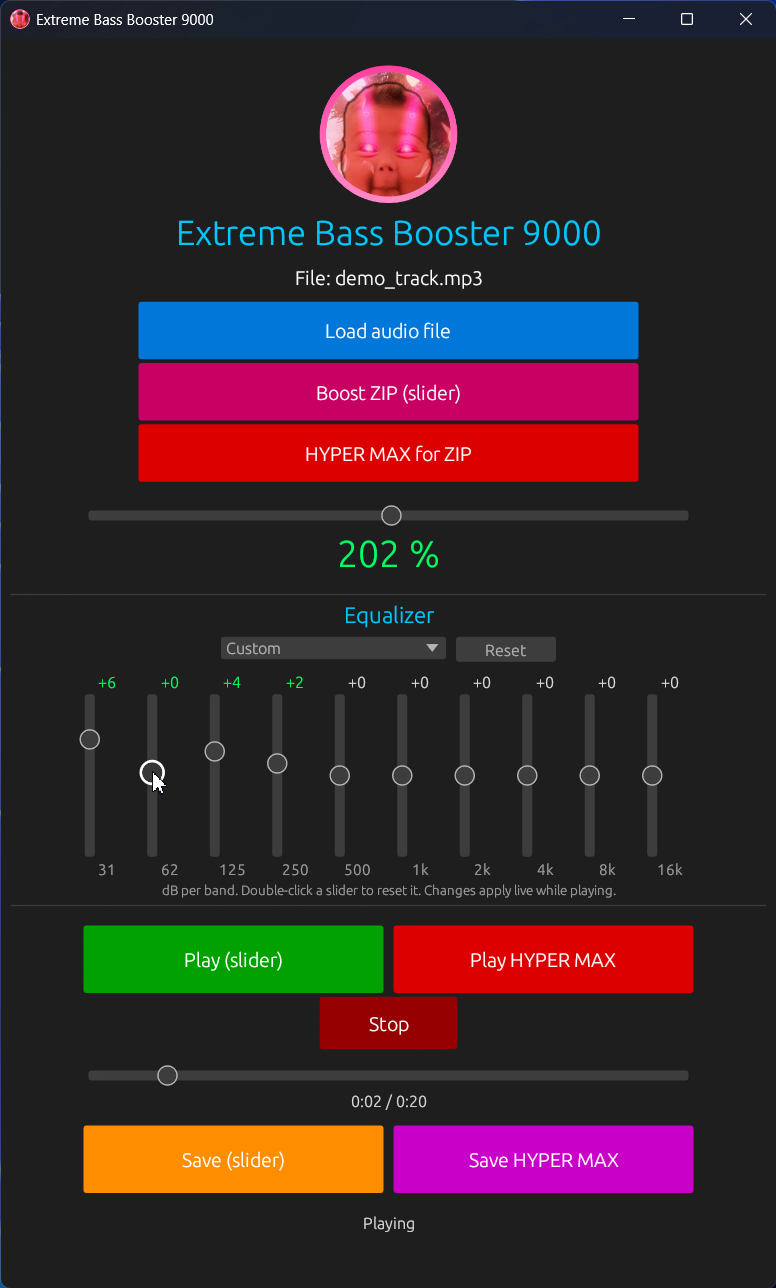 Extreme Bass Booster 9000
Extreme Bass Booster 9000
File: demo_track.mp3
Load audio file
Boost ZIP (slider)
HYPER MAX for ZIP
202 %
Equalizer
Custom Reset
+6 +0 +4 +2 +0 +0 +0 +0 +0 +0
31 62 125 250 500 1k 2k 4k 8k 16k
dB per band. Double-click a slider to reset it. Changes apply live while playing.
Play (slider) Play HYPER MAX
Stop
0:02 / 0:20
Save (slider) Save HYPER MAX
Playing